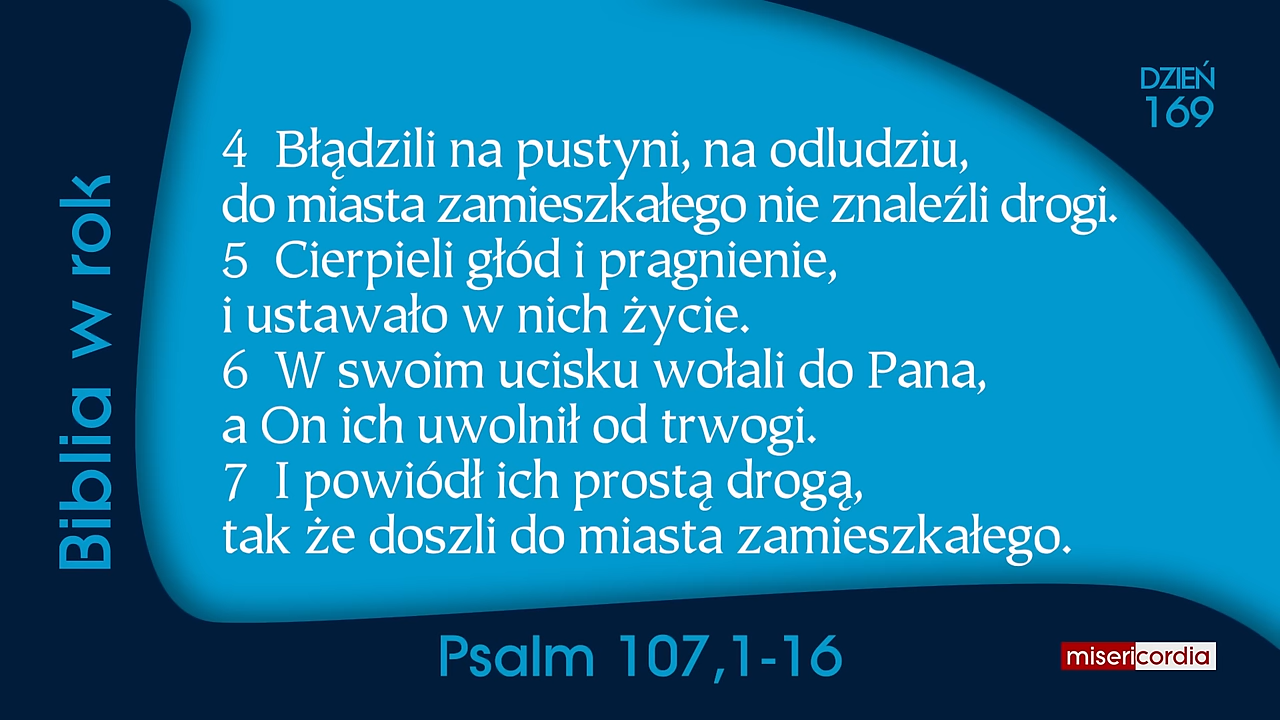 DZIEŃ
169
4 Błądzili na pustyni, na odludziu,
do miasta zamieszkałego nie znaleźli drogi.
5 Cierpieli głód i pragnienie,
i ustawało w nich życie.
6 W swoim ucisku wołali do Pana,
a On ich uwolnił od trwogi.
7 I powiódł ich prostą drogą,
tak że doszli do miasta zamieszkałego.
Biblia w rok
Psalm 107,1-16
misericordia